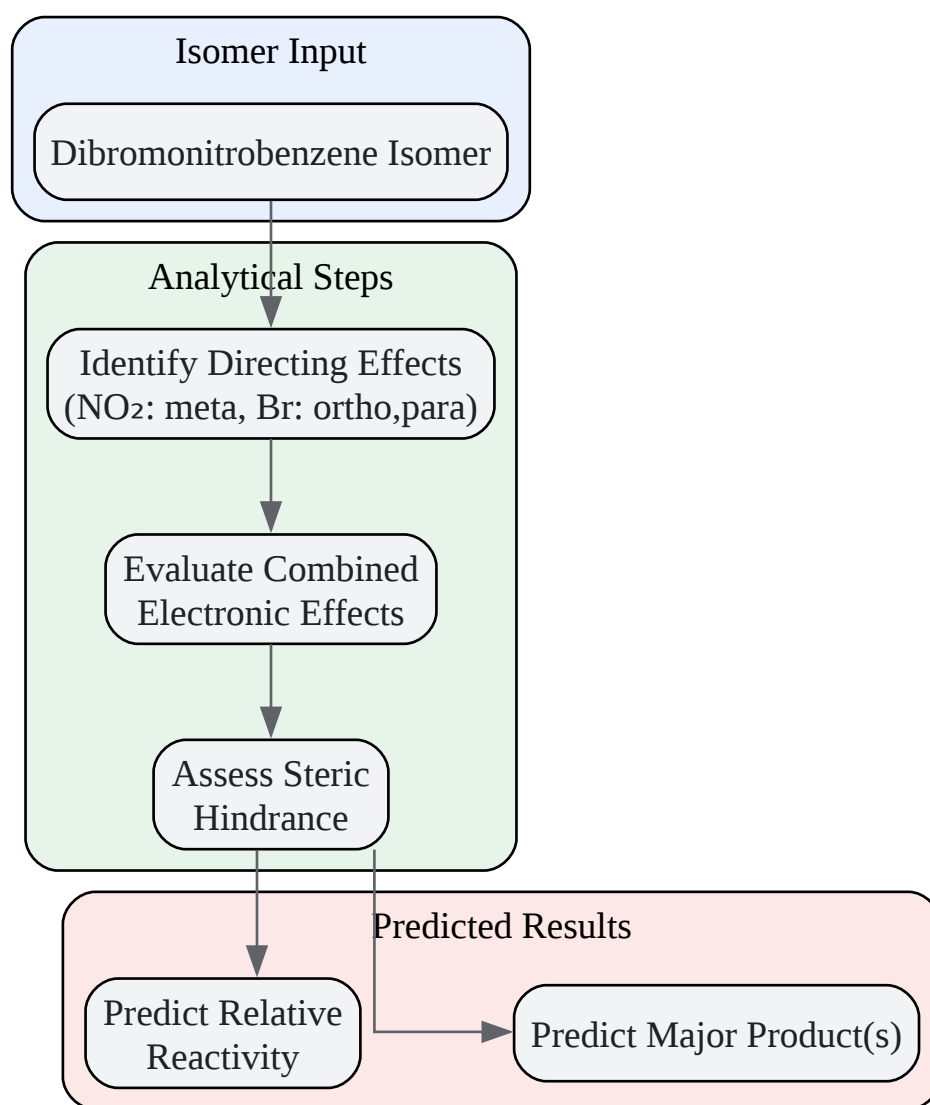 Isomer Input
Dibromonitrobenzene Isomer
Analytical Steps
Identify Directing Effects
(NO₂: meta, Br: ortho,para)
Evaluate Combined
Electronic Effects
Assess Steric
Hindrance
Predicted Results
Predict Relative
Reactivity
Predict Major Product(s)